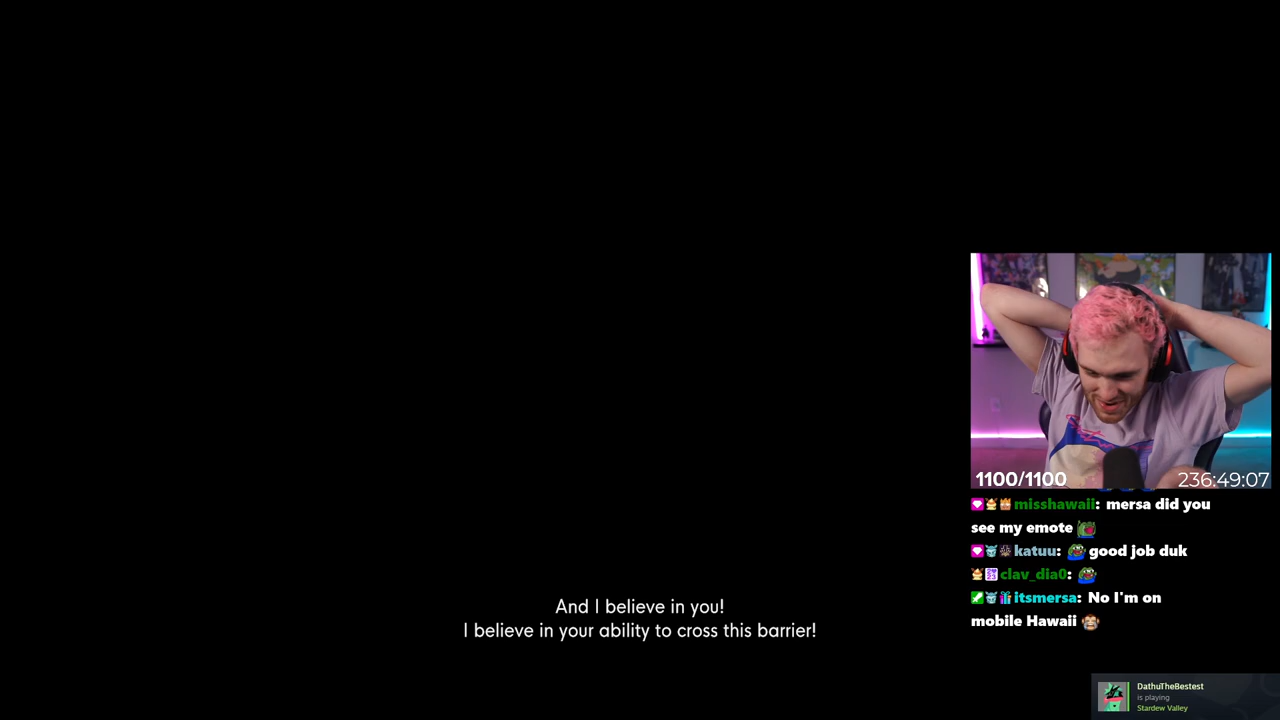 1100/1100
236:49:07
misshawaii: mersa did you
see my emote
katuu: good job duk
clav_dia0:
itsmersa: No I'm on
mobile Hawaii
And I believe in you!
I believe in your ability to cross this barrier!
DathuTheBestest
is playing
Stardew Valley